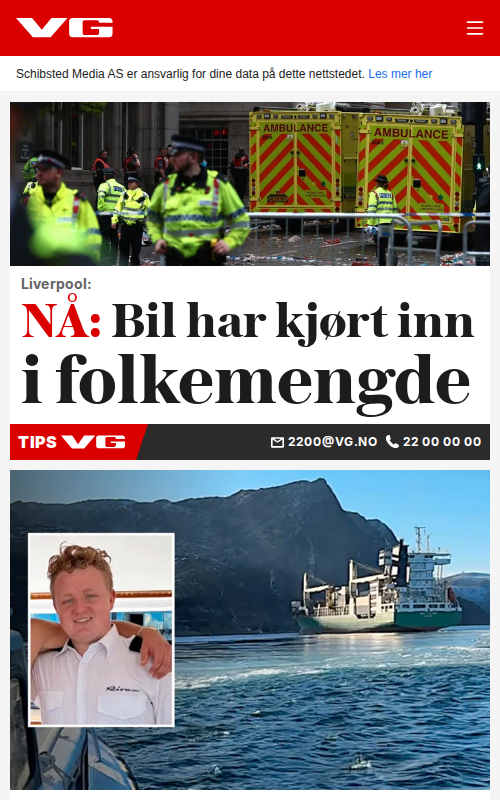 VG
Schibsted Media AS er ansvarlig for dine data på dette nettstedet. Les mer her
AMBULANCE
AMBULANCE
Liverpool:
NÅ: Bil har kjørt inn
i folkemengde
TIPS VG
2200@VG.NO 22 00 00 00